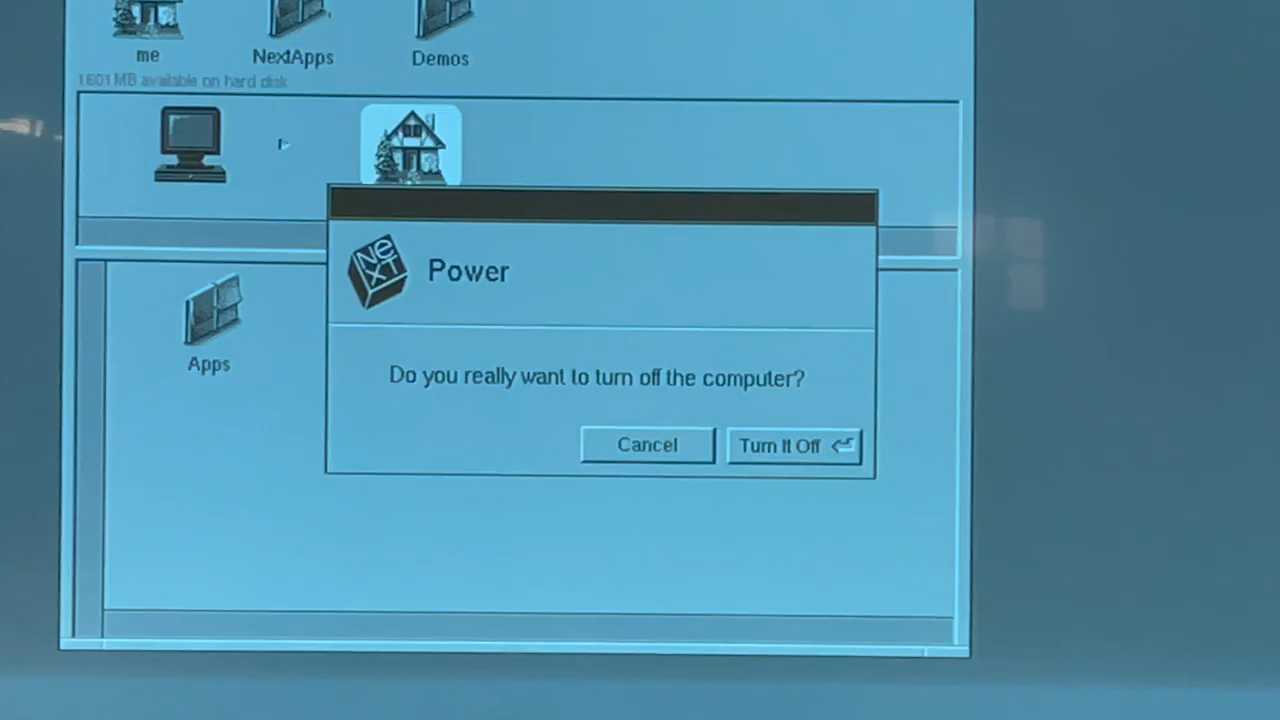 me NextApps Demos
1601 MB available on hard disk
NeXT
Power
Apps
Do you really want to turn off the computer?
Cancel Turn It Off